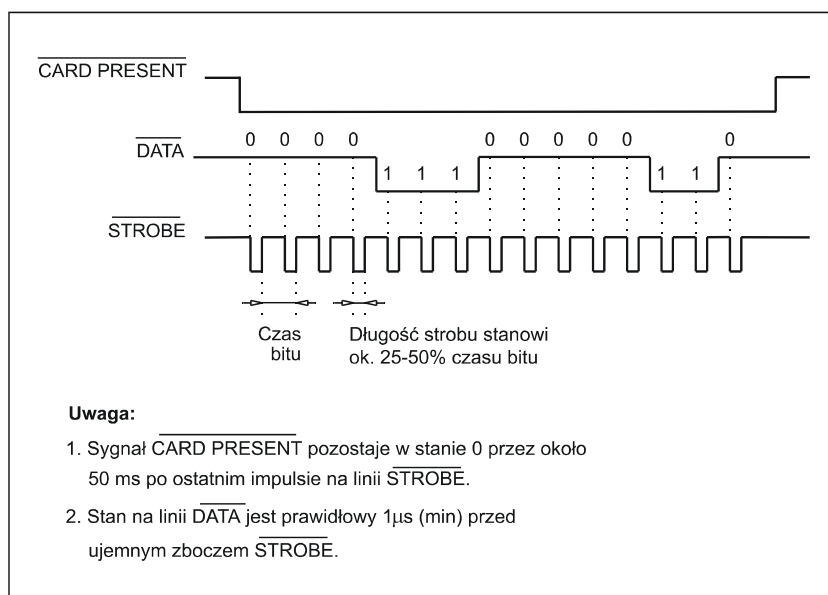 CARD PRESENT
0 0 0 0 0 0 0 0 0 0
DATA
1 1 1 1 1
STROBE
Czas bitu
Długość strobu stanowi
ok. 25-50% czasu bitu
Uwaga:
1. Sygnał CARD PRESENT pozostaje w stanie 0 przez około
50 ms po ostatnim impulsie na linii STROBE.
2. Stan na linii DATA jest prawidłowy 1μs (min) przed
ujemnym zboczem STROBE.